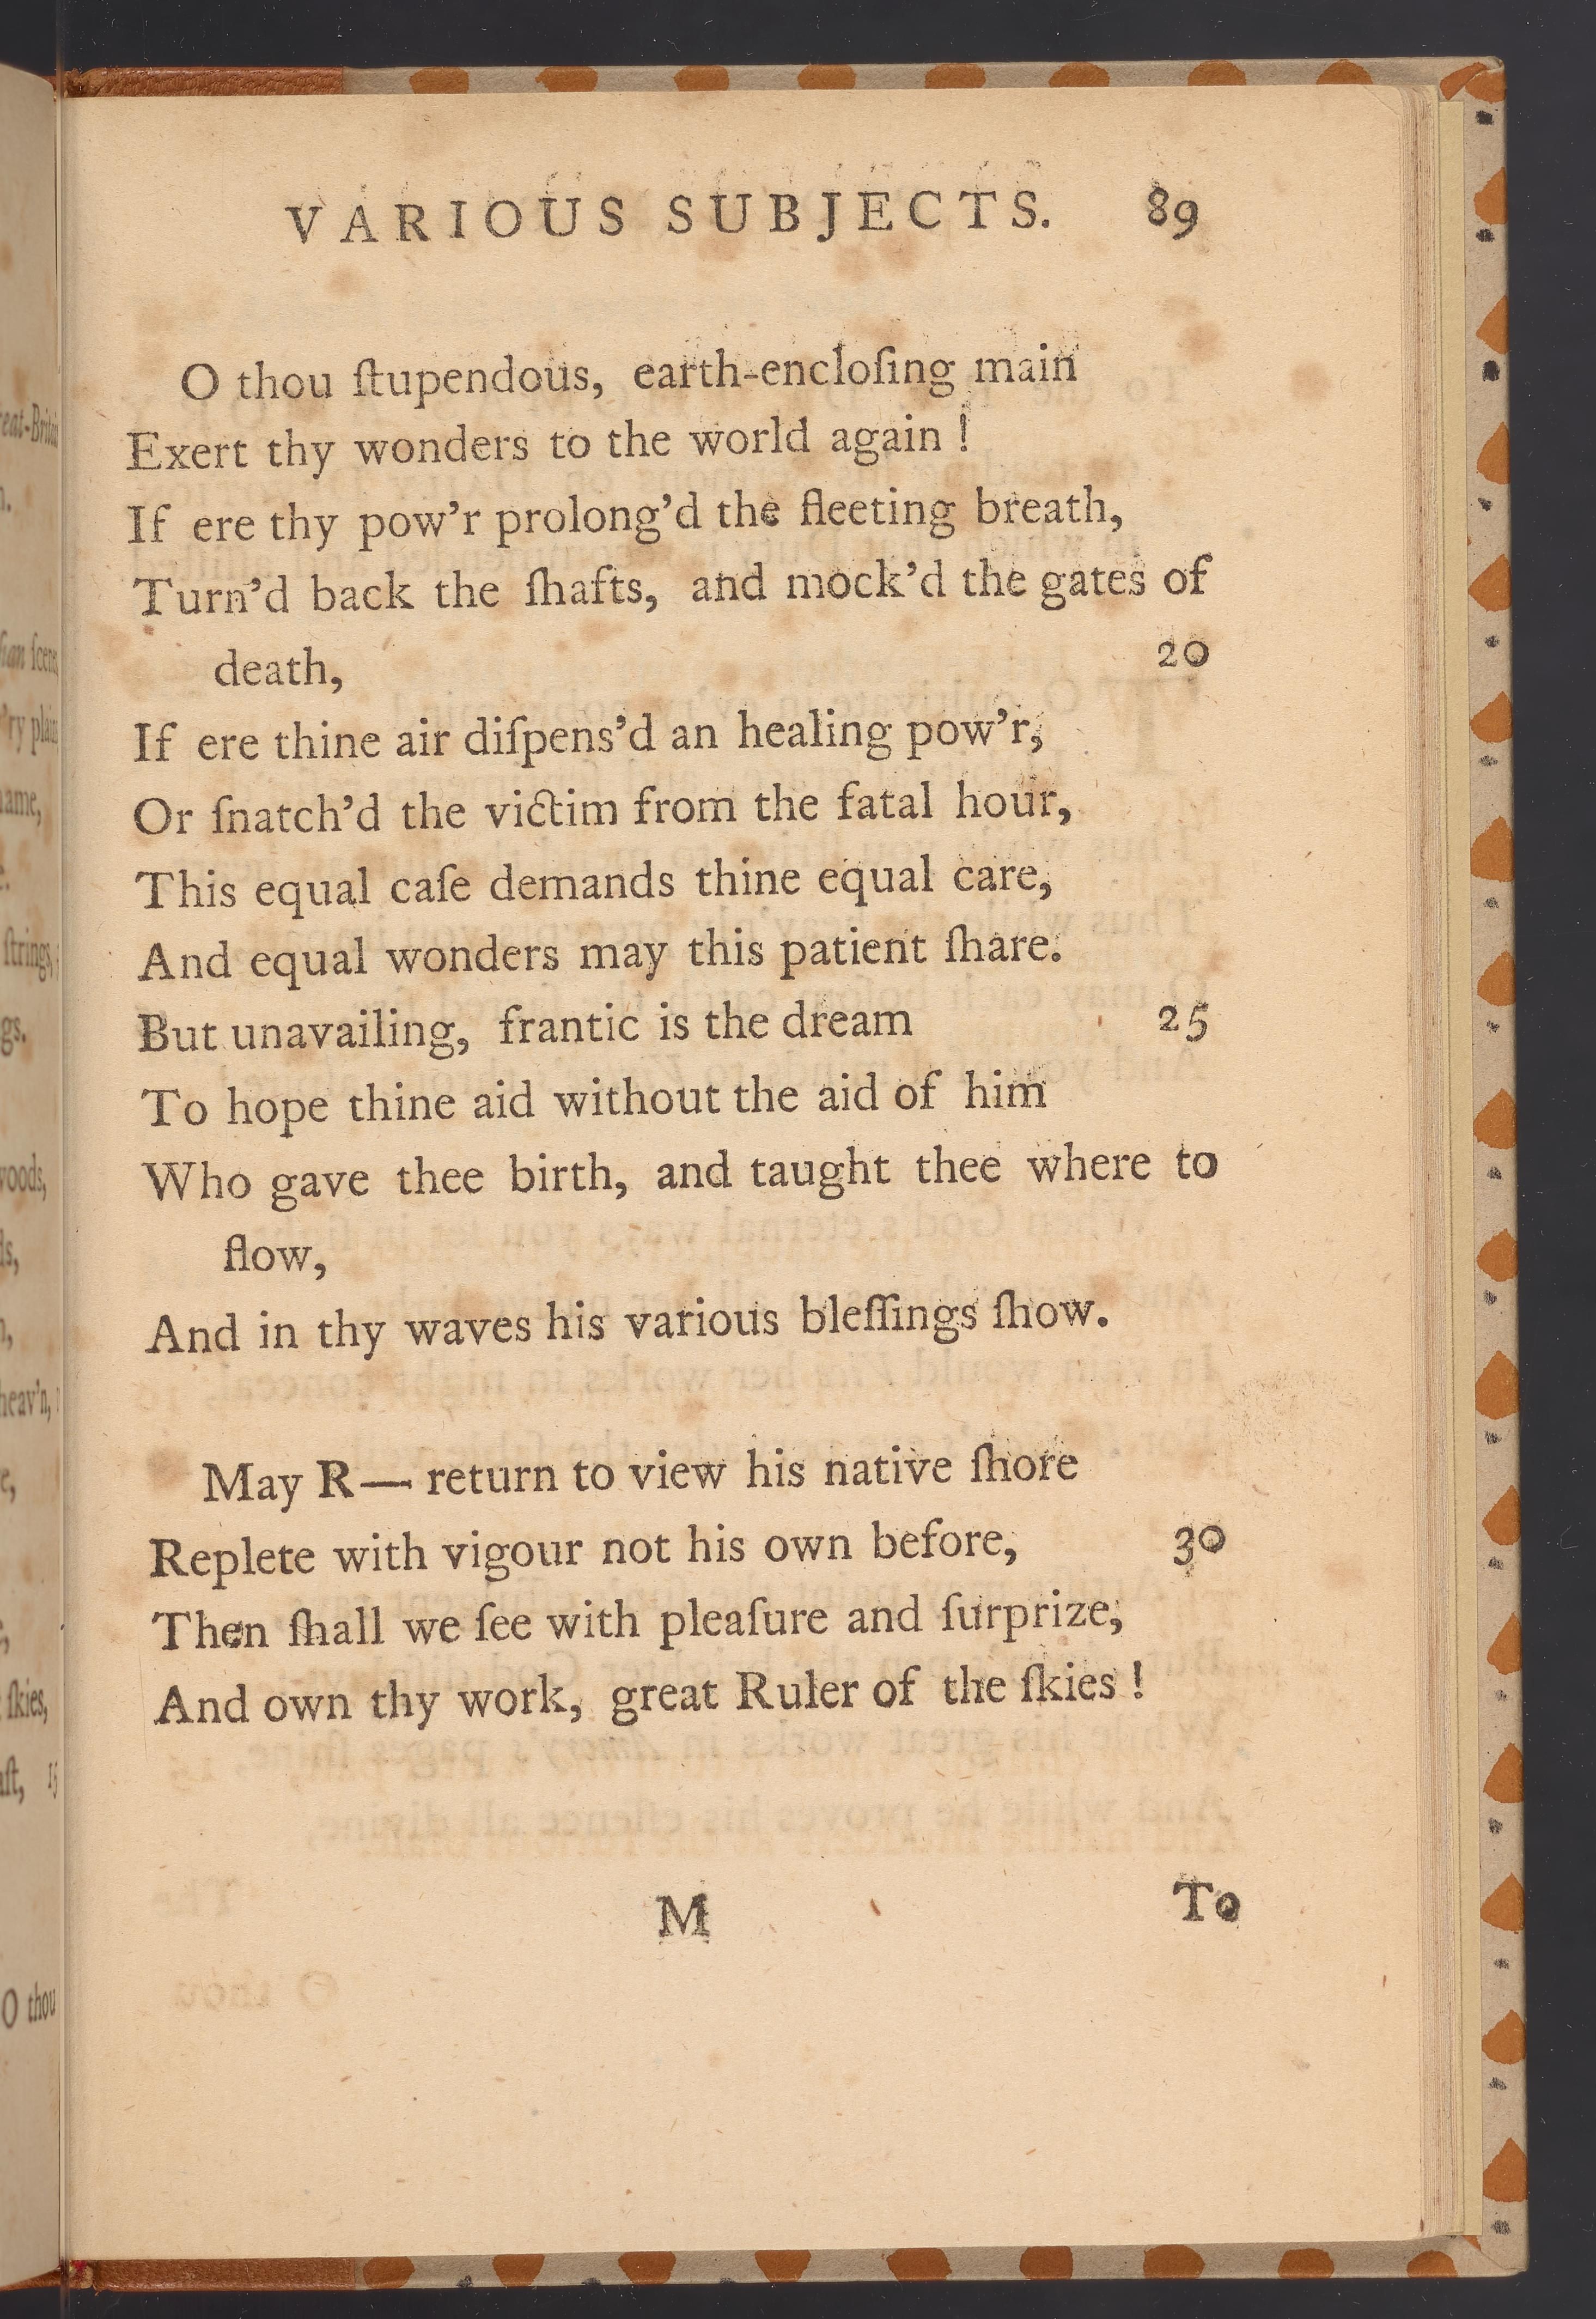 VARIOUS SUBJECTS. 89
O thou ſtupendous, earth-encloſing main
Exert thy wonders to the world again !
If ere thy pow'r prolong'd the fleeting breath,
Turn'd back the ſhafts, and mock'd the gates of
death, 20
If ere thine air diſpens'd an healing pow'r,
Or ſnatch'd the victim from the fatal hour,
This equal caſe demands thine equal care,
And equal wonders may this patient ſhare.
But unavailing, frantic is the dream 25
To hope thine aid without the aid of him
Who gave thee birth, and taught thee where to
flow,
And in thy waves his various bleſſings ſhow.
May R— return to view his native ſhore
Replete with vigour not his own before, 30
Then ſhall we ſee with pleaſure and ſurprize,
And own thy work, great Ruler of the ſkies !
M To